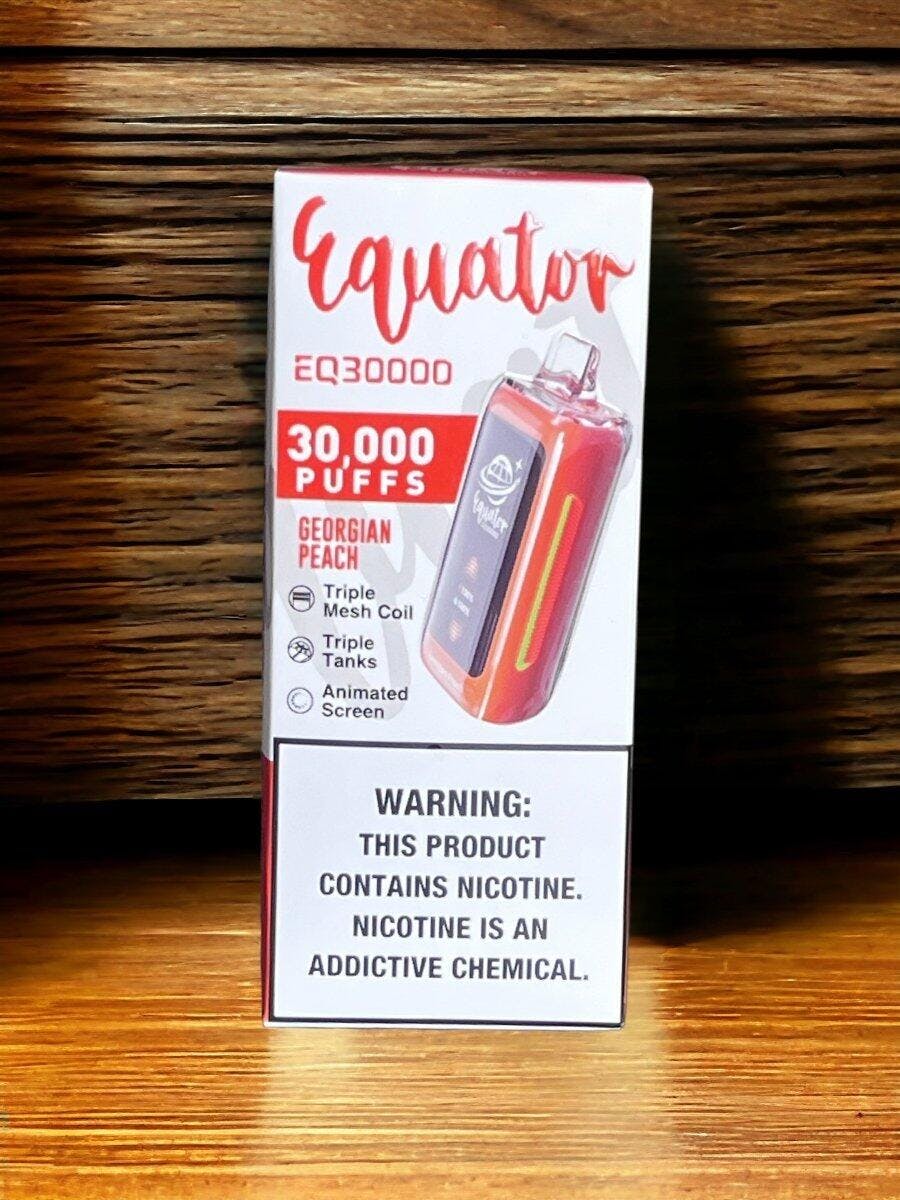 Equator
EQ30000
30,000
PUFFS
GEORGIAN
PEACH
Triple
Mesh Coil
Triple
Tanks
Animated
Screen
Equator
WARNING:
THIS PRODUCT
CONTAINS NICOTINE.
NICOTINE IS AN
ADDICTIVE CHEMICAL.